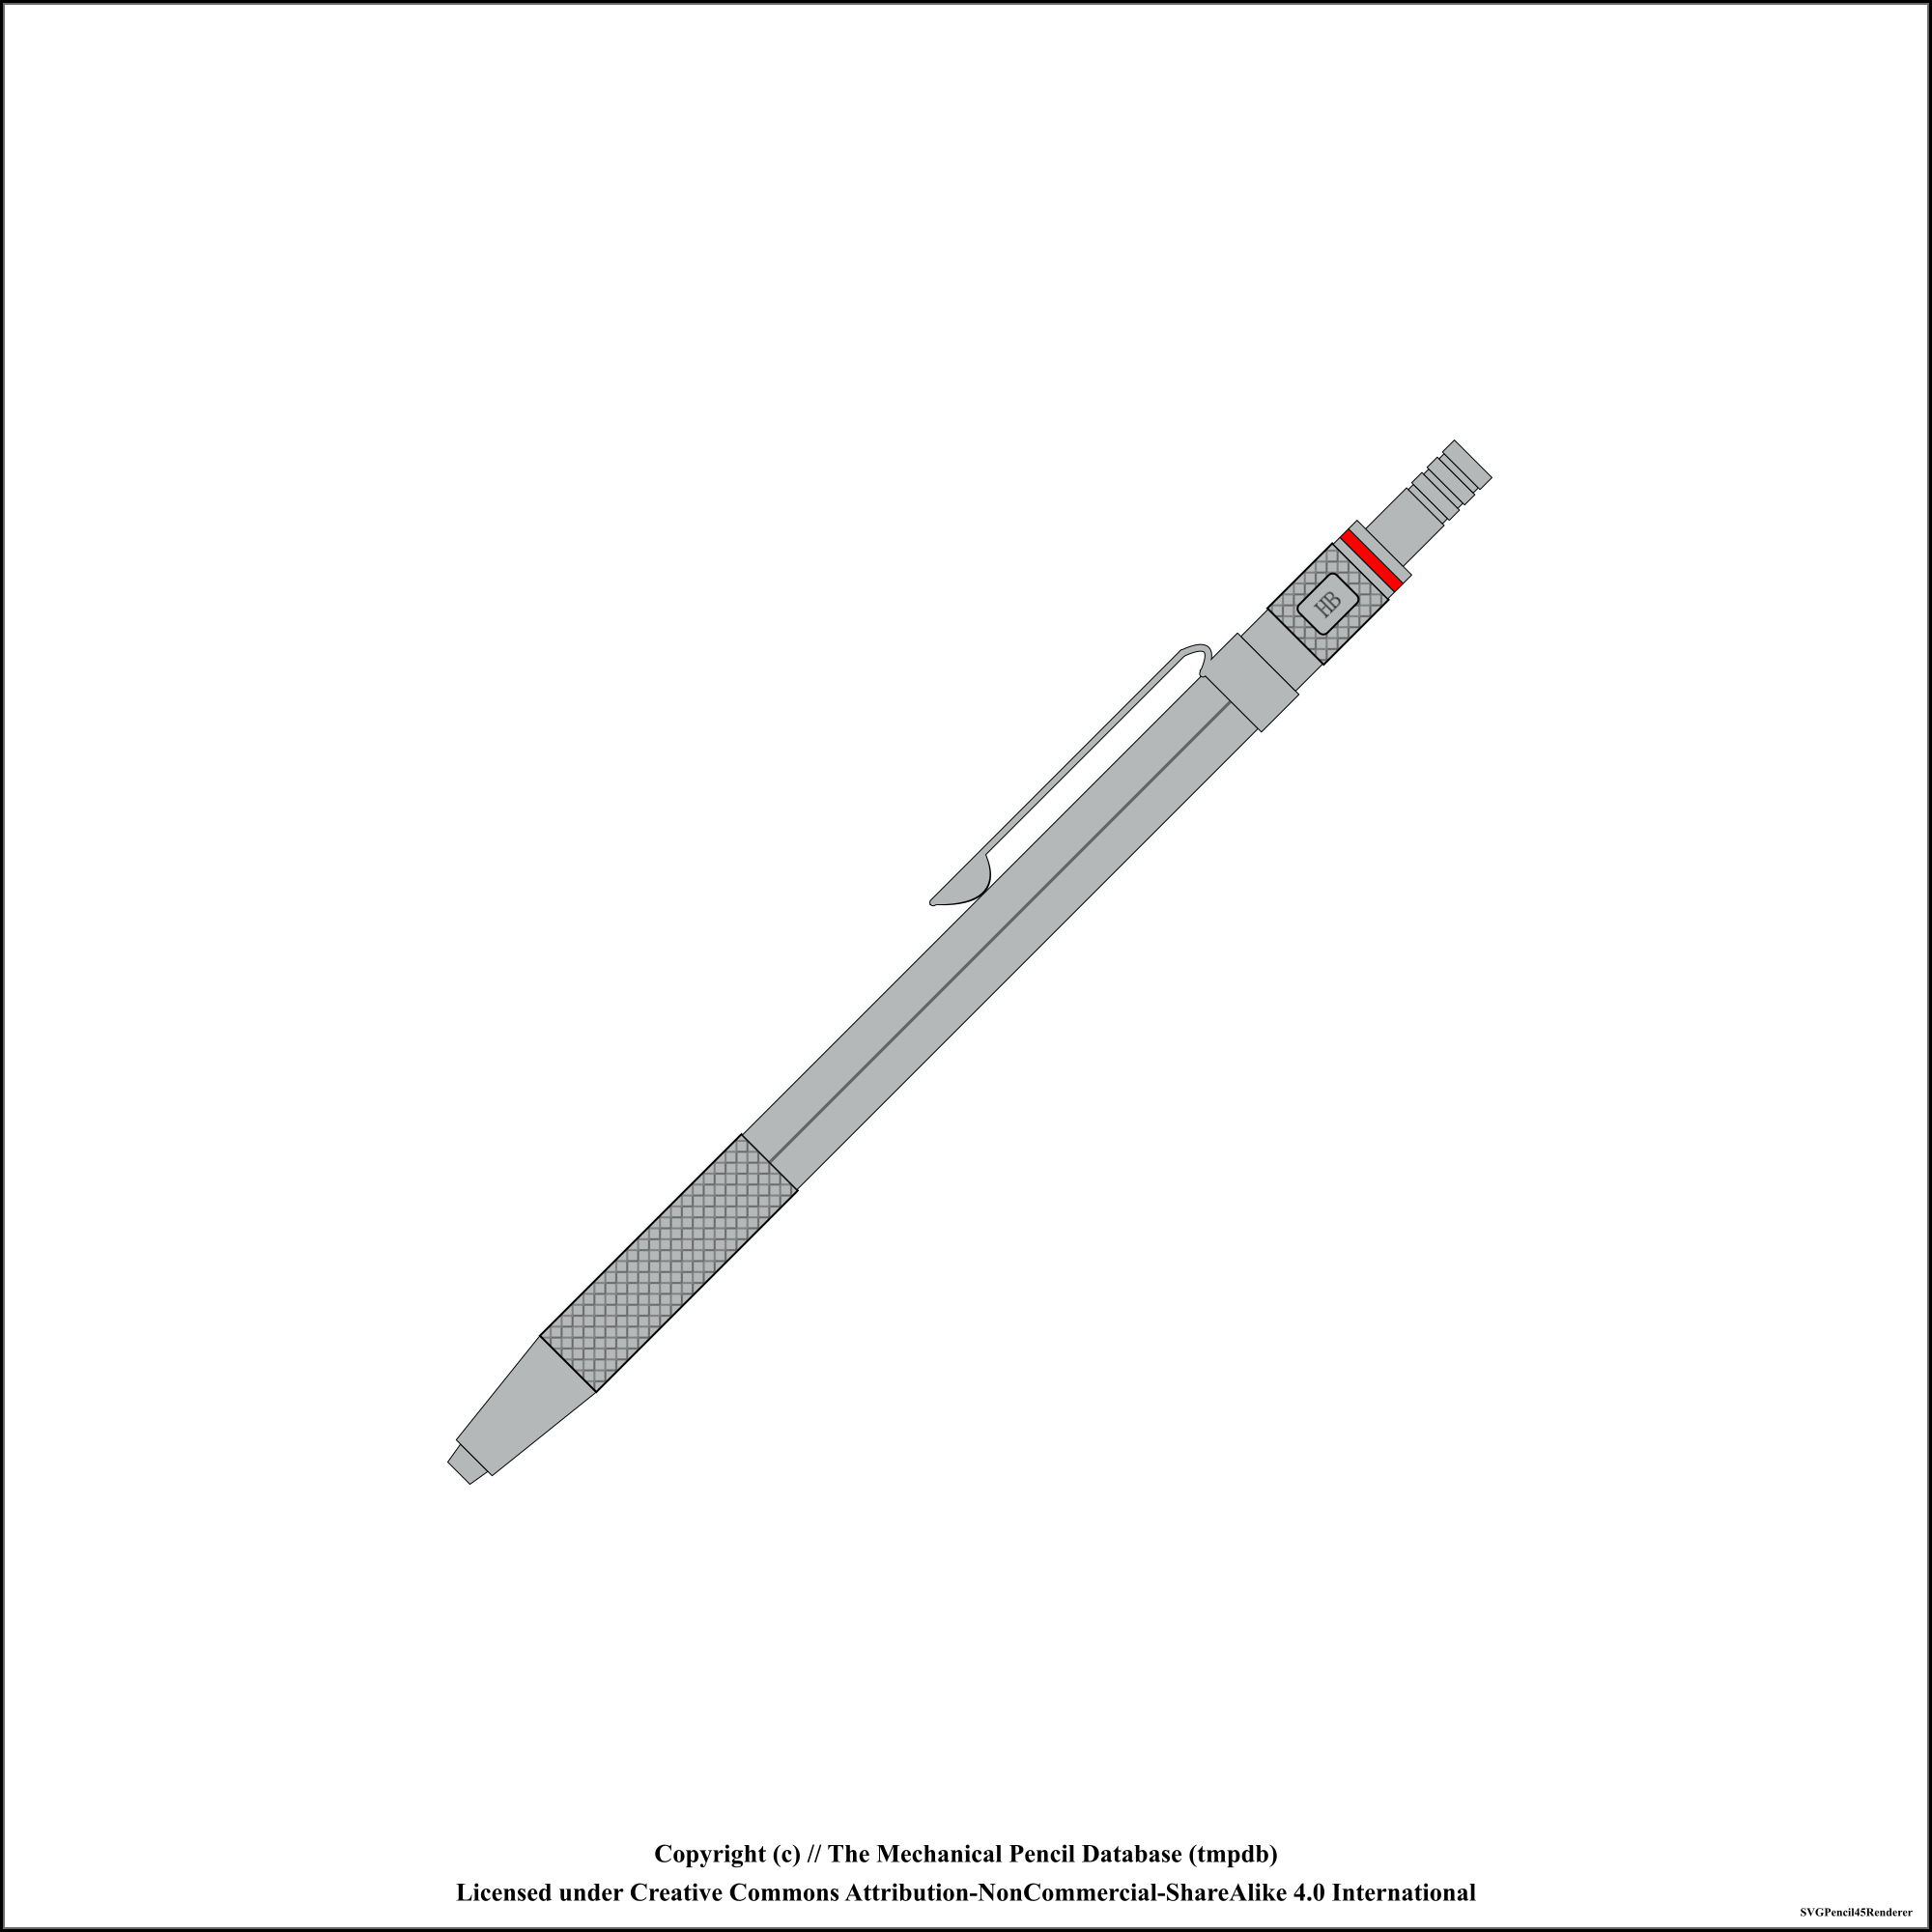 HB
Copyright (c) // The Mechanical Pencil Database (tmpdb)
Licensed under Creative Commons Attribution-NonCommercial-ShareAlike 4.0 International
SVGPencil45Renderer